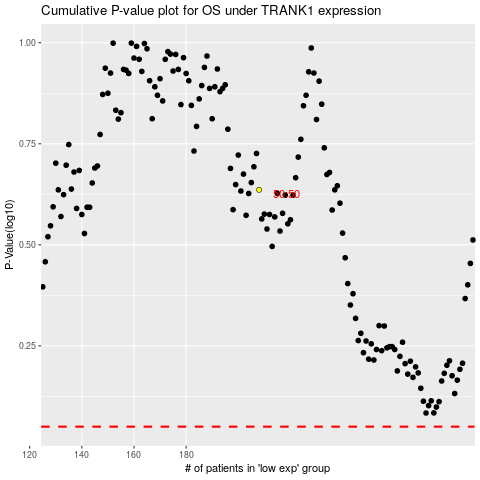 Cumulative P-value plot for OS under TRANK1 expression
P-Value(log10)
1.00
0.75
0.50
0.25
50:50
120 140 160 180
# of patients in 'low exp' group